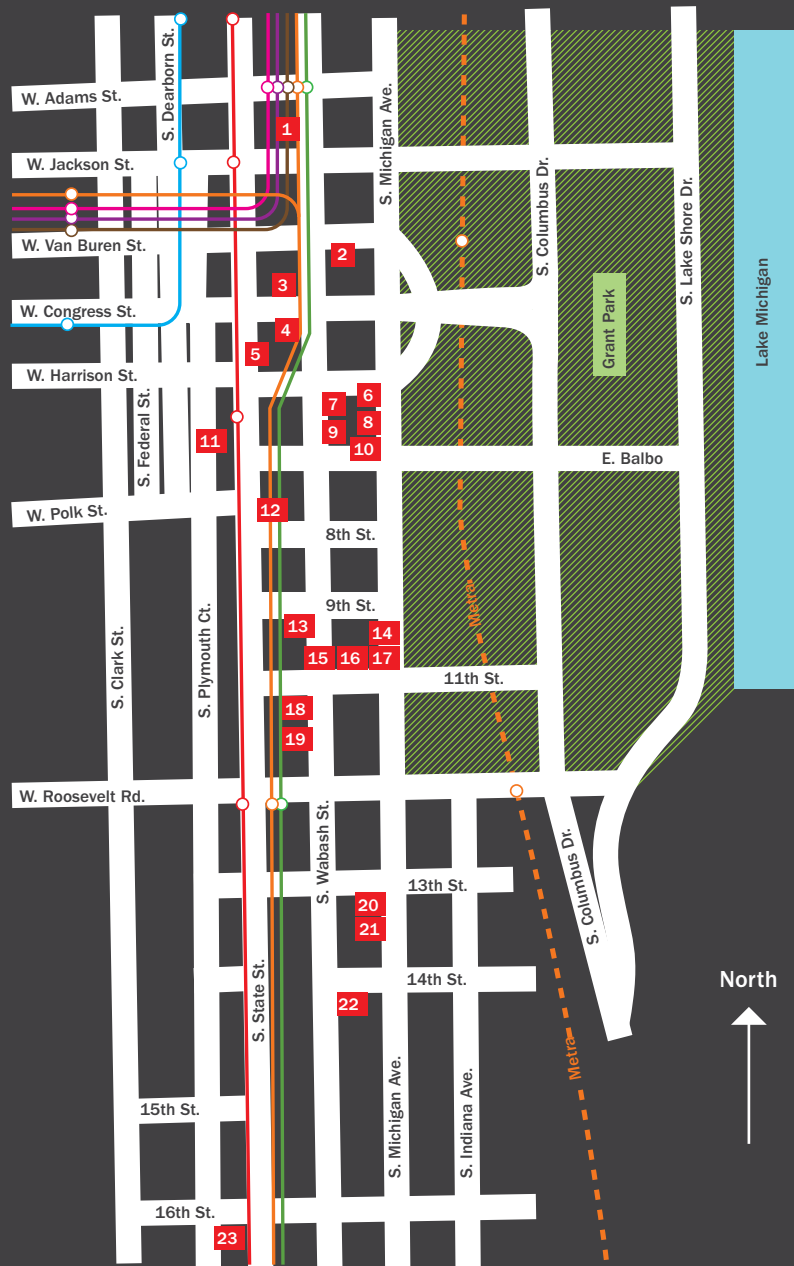 S. Dearborn St.
W. Adams St.
S. Michigan Ave.
1
W. Jackson St.
S. Columbus Dr.
S. Lake Shore Dr.
W. Van Buren St.
2
3
W. Congress St.
Grant Park
Lake Michigan
4
5
W. Harrison St.
S. Federal St.
6
7
8
9
10
11
E. Balbo
W. Polk St.
12
8th St.
Metra
9th St.
13
14
15
16
17
S. Clark St.
S. Plymouth Ct.
11th St.
18
19
W. Roosevelt Rd.
S. Wabash St.
13th St.
S. Columbus Dr.
20
21
14th St.
North
22
S. State St.
Metra
15th St.
S. Michigan Ave.
S. Indiana Ave.
16th St.
23